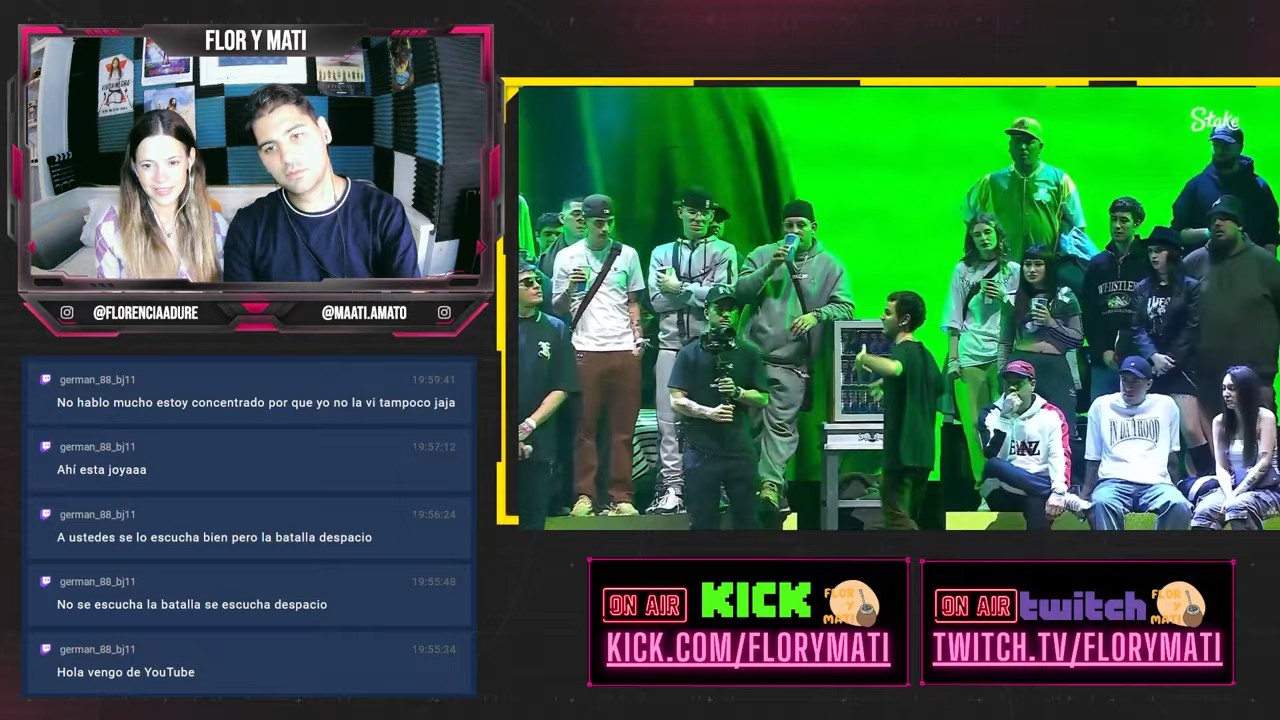 FLOR Y MATI
@FLORENCIAADURE
@MAATI.AMATO
german_88_bj11 19:59:41
No hablo mucho estoy concentrado por que yo no la vi tampoco jaja
german_88_bj11 19:57:12
Ahí esta joyaaa
german_88_bj11 19:56:24
A ustedes se lo escucha bien pero la batalla despacio
german_88_bj11 19:55:48
No se escucha la batalla se escucha despacio
german_88_bj11 19:55:34
Hola vengo de YouTube
Stake
WHISTLER
IN DA HOOD
ON AIR KICK FLOR Y MATI
KICK.COM/FLORYMATI
ON AIR twitch FLOR Y MATI
TWITCH.TV/FLORYMATI